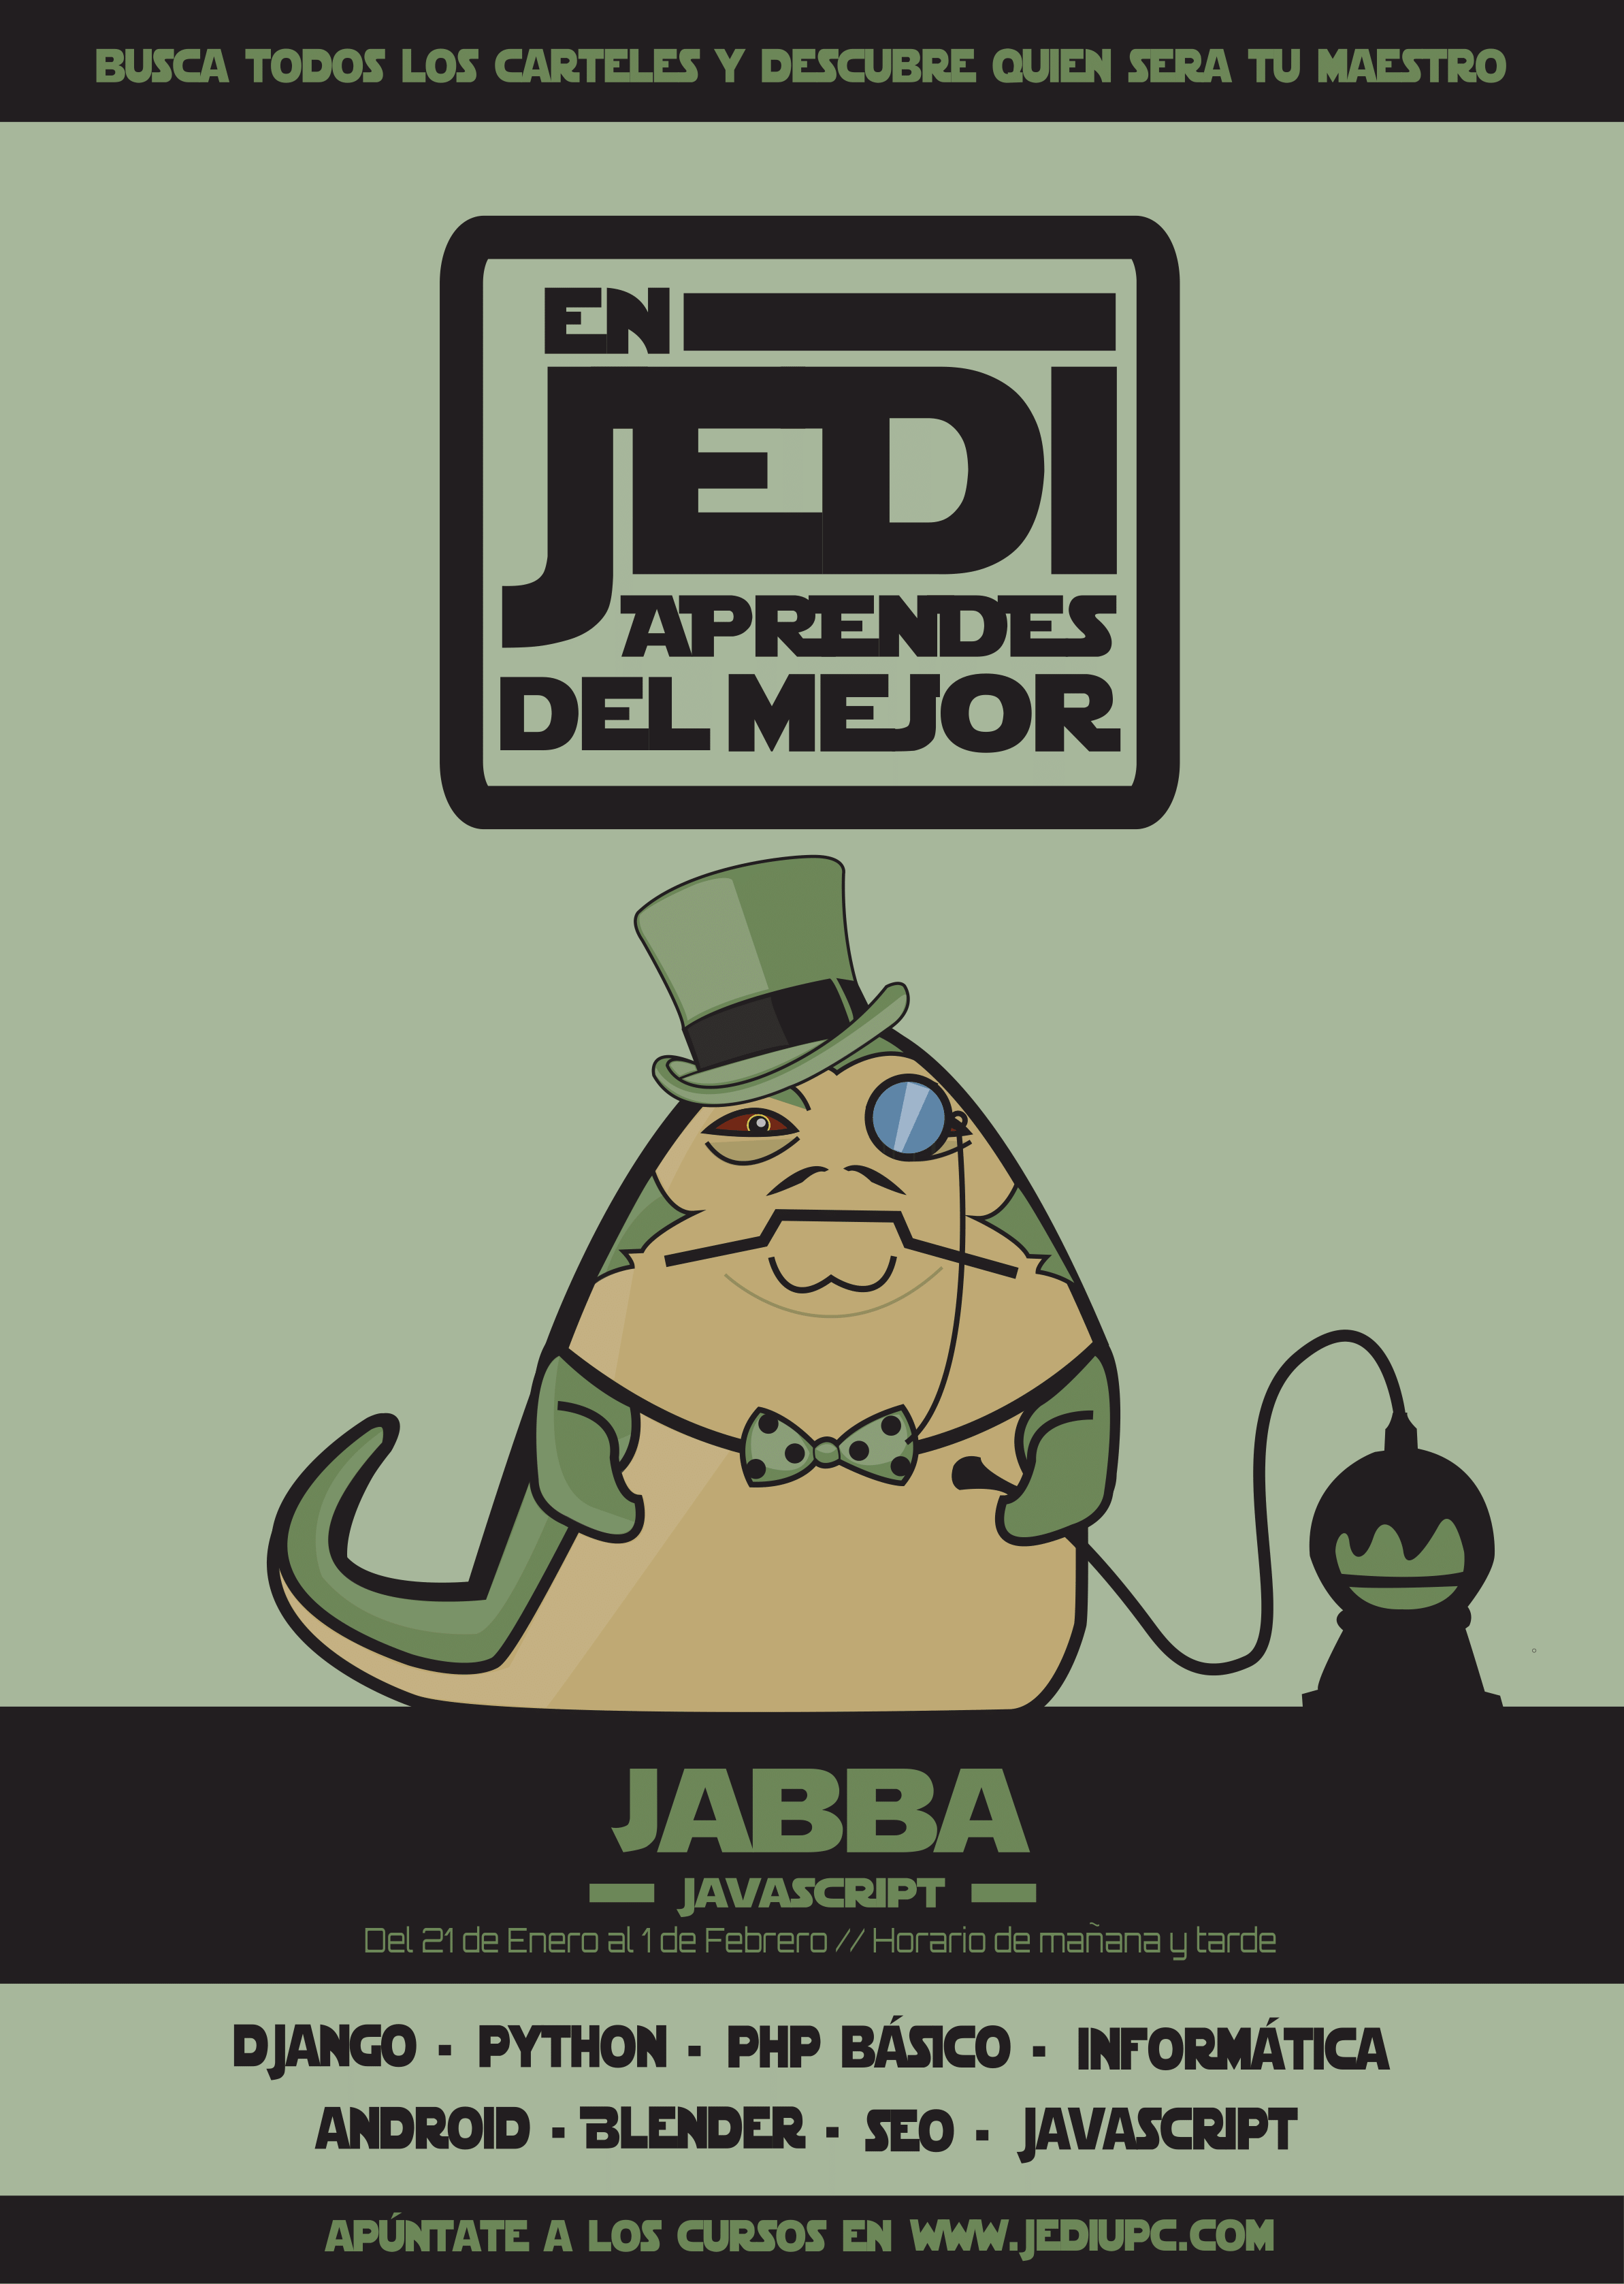 BUSCA TODOS LOS CARTELES Y DESCUBRE QUIEN SERA TU MAESTRO
EN
JEDI
APRENDES
DEL MEJOR
JABBA
JAVASCRIPT
Del 21 de Enero al 1 de Febrero // Horario de mañana y tarde
DJANGO · PYTHON · PHP BÁSICO · INFORMÁTICA
ANDROID · BLENDER · SEO · JAVASCRIPT
APÚNTATE A LOS CURSOS EN WWW.JEDIUPC.COM